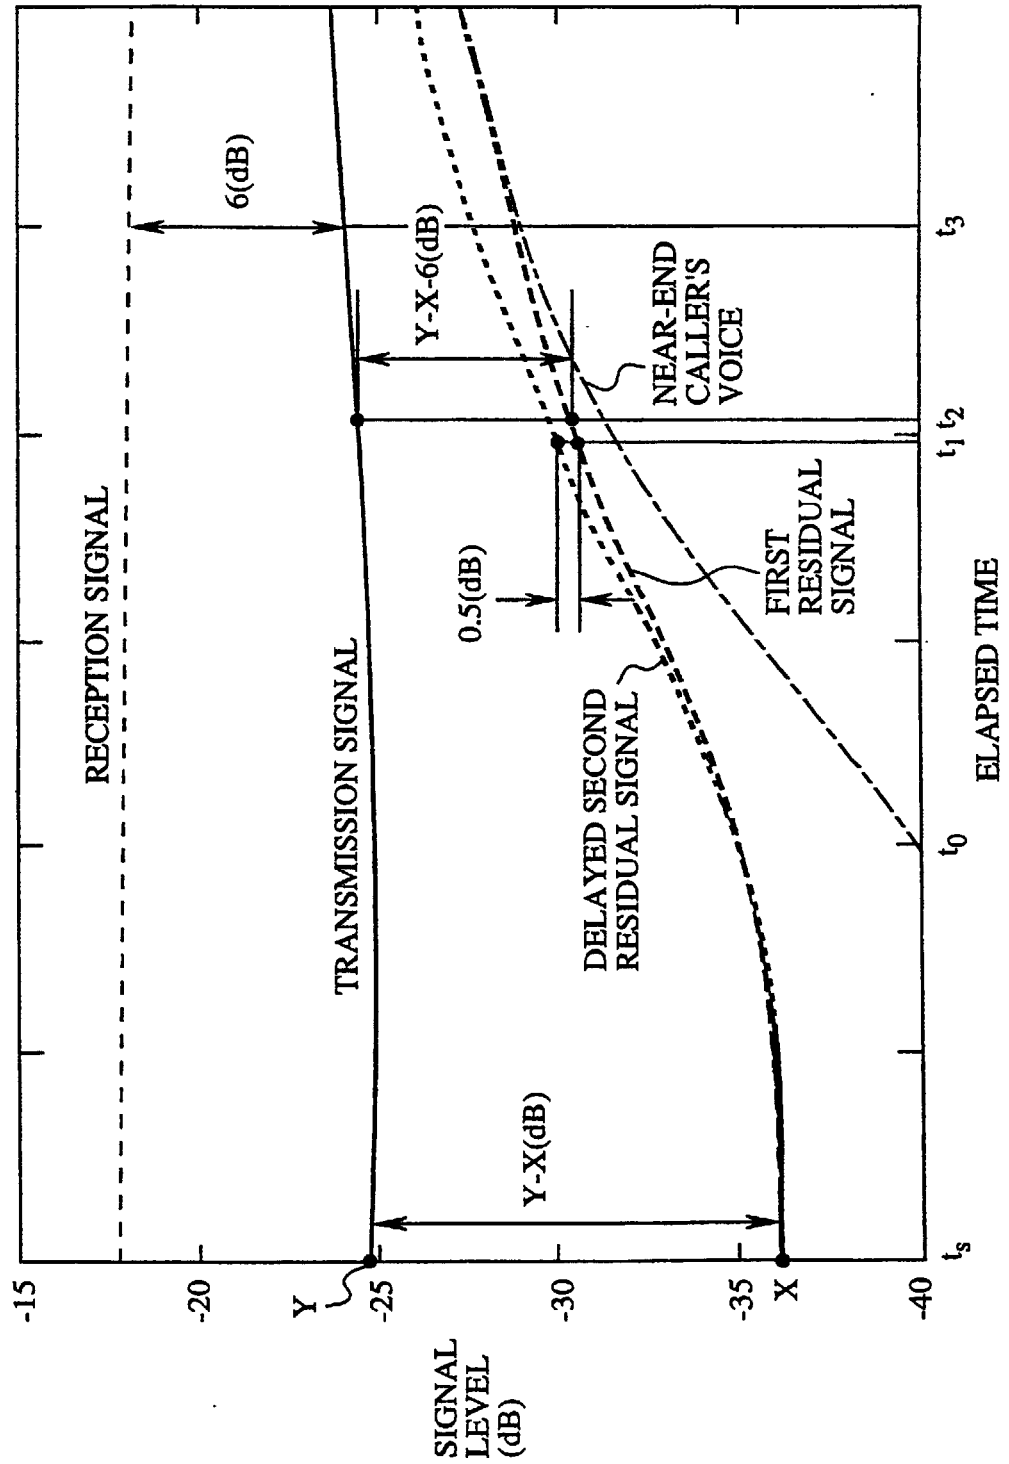 -15
-20
-25
-30
-35
-40
SIGNAL
LEVEL
(dB)
Y
X
RECEPTION SIGNAL
6(dB)
TRANSMISSION SIGNAL
Y-X-6(dB)
Y-X(dB)
0.5(dB)
DELAYED SECOND
RESIDUAL SIGNAL
FIRST
RESIDUAL
SIGNAL
NEAR-END
CALLER'S
VOICE
ts
t0
t1 t2
t3
ELAPSED TIME